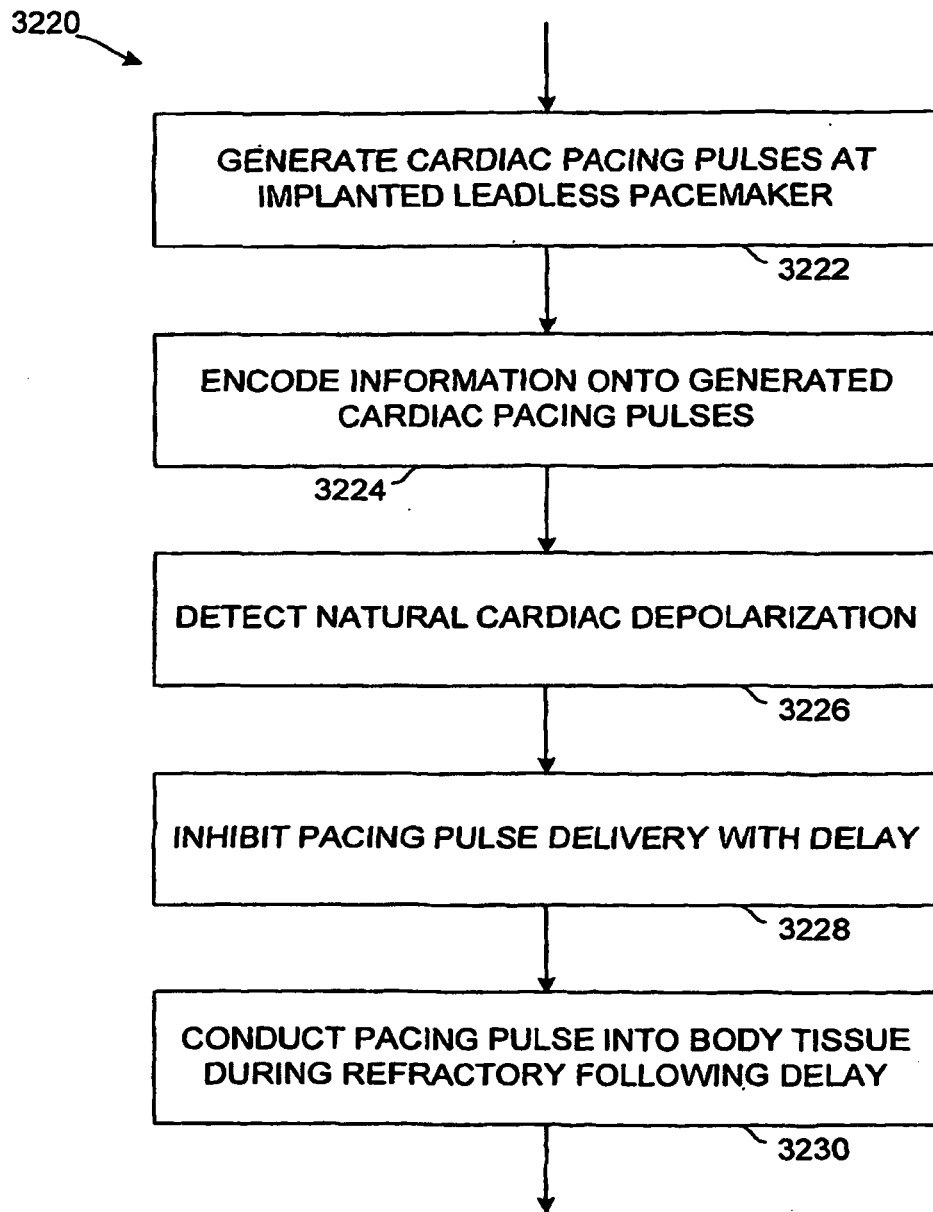 3220
GENERATE CARDIAC PACING PULSES AT
IMPLANTED LEADLESS PACEMAKER
3222
ENCODE INFORMATION ONTO GENERATED
CARDIAC PACING PULSES
3224
DETECT NATURAL CARDIAC DEPOLARIZATION
3226
INHIBIT PACING PULSE DELIVERY WITH DELAY
3228
CONDUCT PACING PULSE INTO BODY TISSUE
DURING REFRACTORY FOLLOWING DELAY
3230